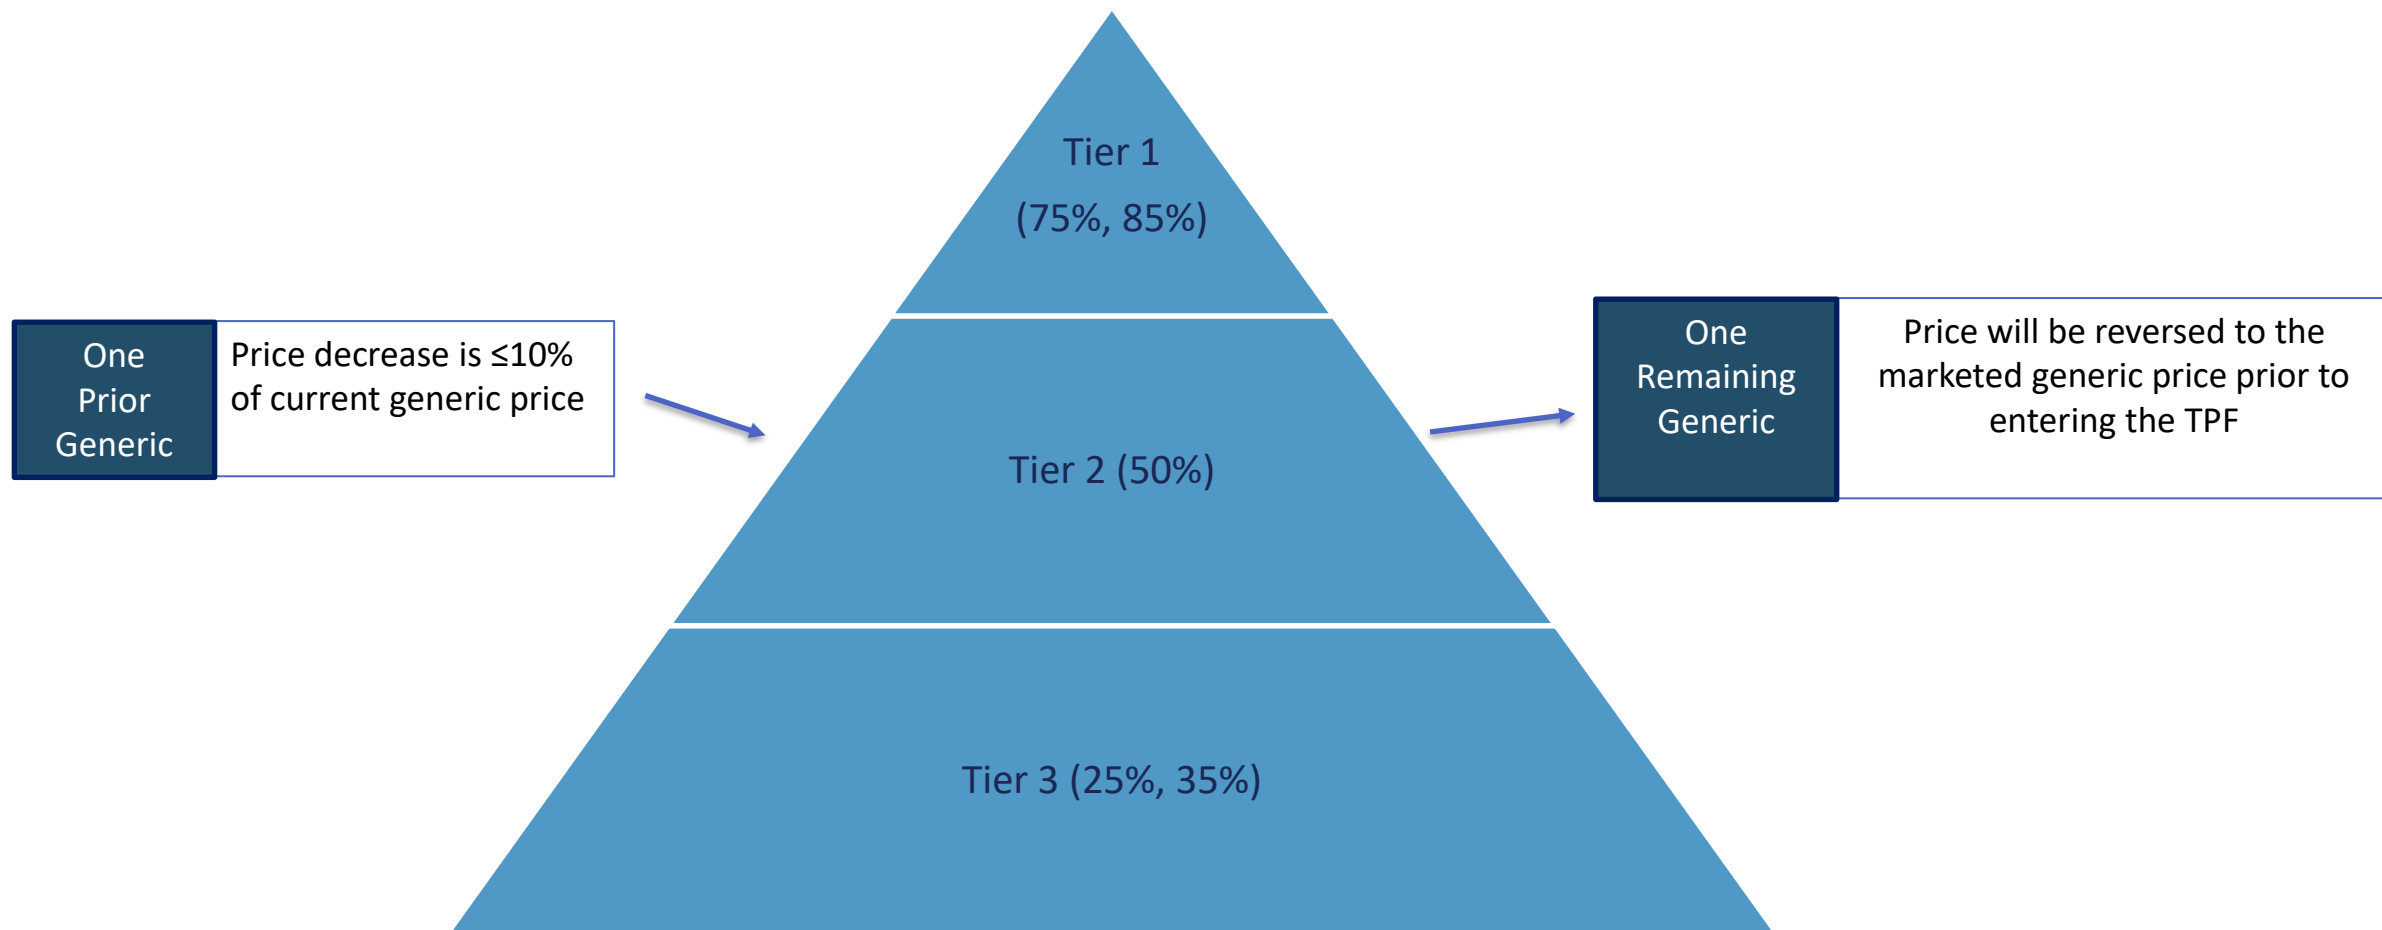 Tier 1
(75%, 85%)
One
Prior
Generic
Price decrease is ≤10%
of current generic price
Tier 2 (50%)
One
Remaining
Generic
Price will be reversed to the
marketed generic price prior to
entering the TPF
Tier 3 (25%, 35%)